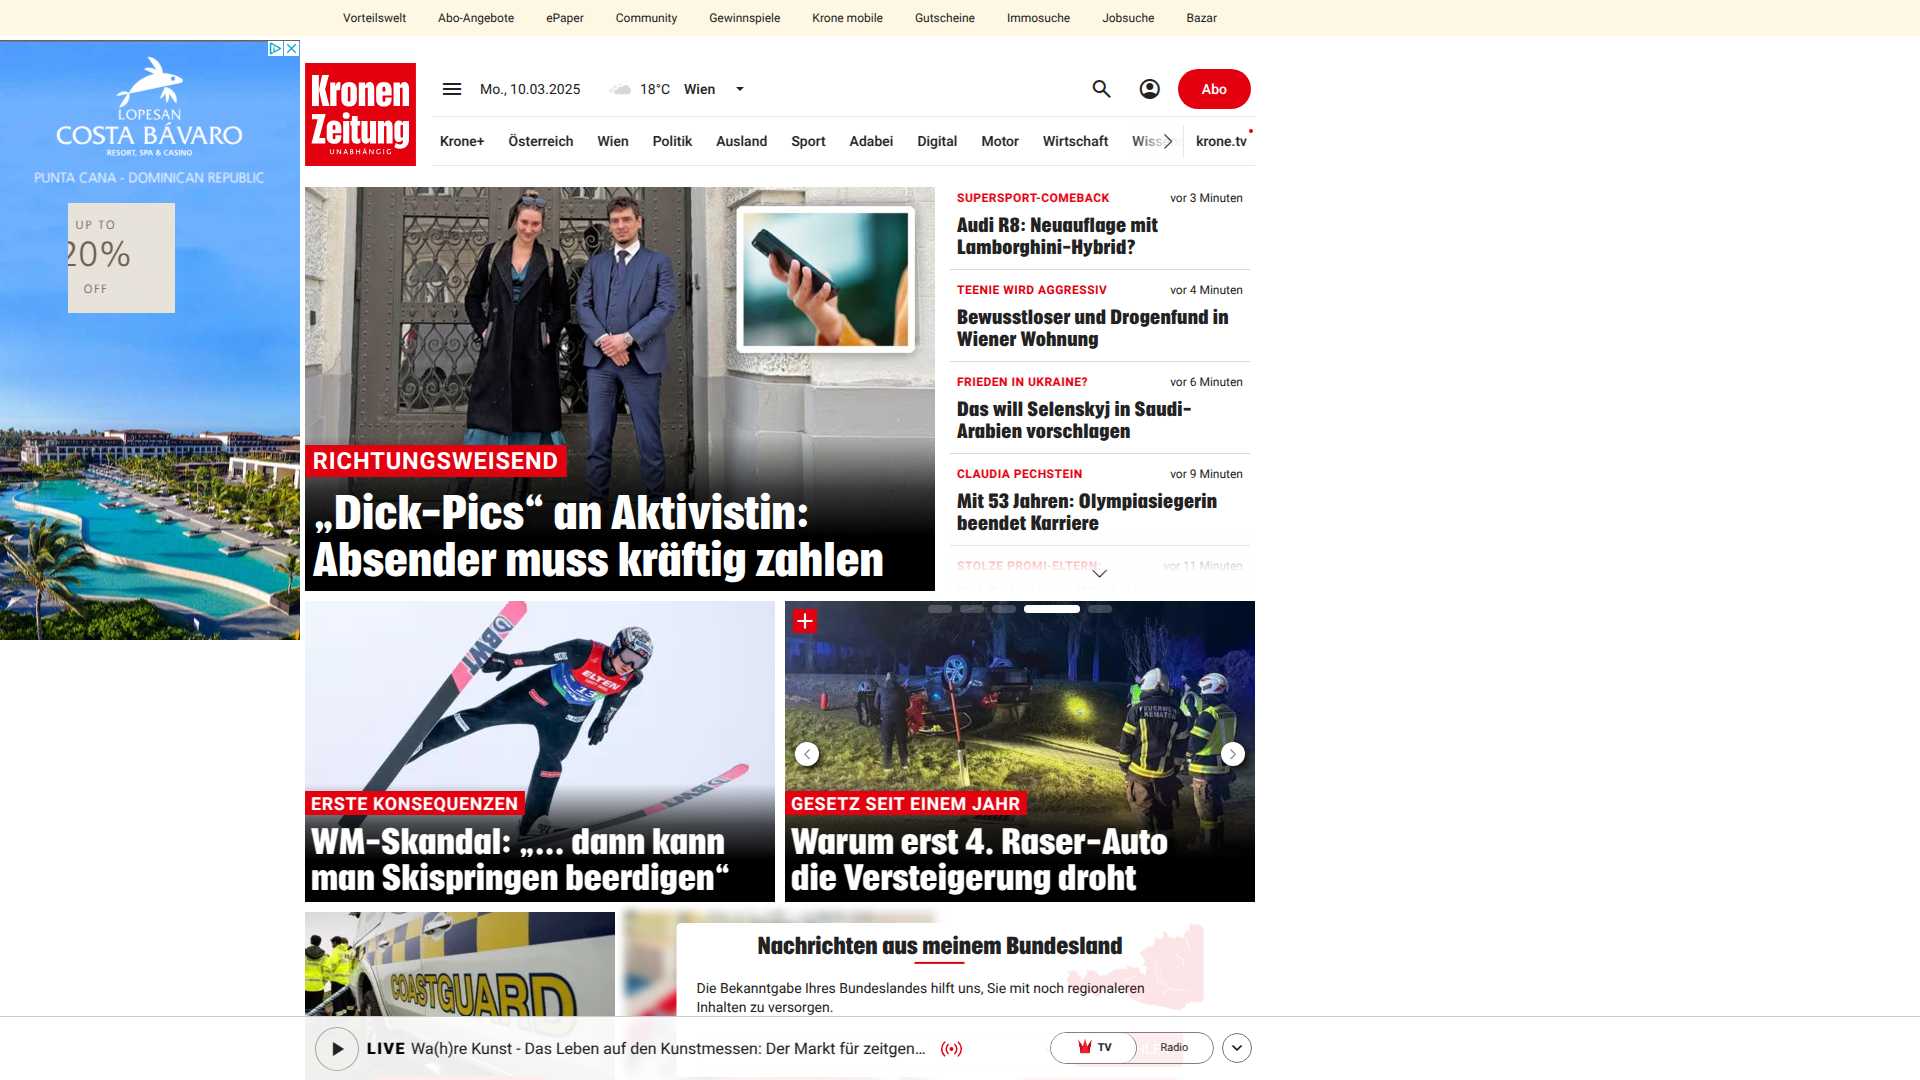 Vorteilswelt
Abo-Angebote
ePaper
Community
Gewinnspiele
Krone mobile
Gutscheine
Immosuche
Jobsuche
Bazar
LOPESAN
COSTA BÁVARO
RESORT, SPA & CASINO
PUNTA CANA - DOMINICAN REPUBLIC
UP TO
20%
OFF
Kronen
Zeitung
UNABHÄNGIG
Mo., 10.03.2025
18°C
Wien
Abo
Krone+
Österreich
Wien
Politik
Ausland
Sport
Adabei
Digital
Motor
Wirtschaft
krone.tv
RICHTUNGSWEISEND
„Dick-Pics“ an Aktivistin:
Absender muss kräftig zahlen
SUPERSPORT-COMEBACK
vor 3 Minuten
Audi R8: Neuauflage mit
Lamborghini-Hybrid?
TEENIE WIRD AGGRESSIV
vor 4 Minuten
Bewusstloser und Drogenfund in
Wiener Wohnung
FRIEDEN IN UKRAINE?
vor 6 Minuten
Das will Selenskyj in Saudi-
Arabien vorschlagen
CLAUDIA PECHSTEIN
vor 9 Minuten
Mit 53 Jahren: Olympiasiegerin
beendet Karriere
STOLZE PROMI-ELTERN:
vor 11 Minuten
BWT
ELTEN
BWT
ERSTE KONSEQUENZEN
WM-Skandal: „... dann kann
man Skispringen beerdigen“
FEUERWEHR
KEMATEN
GESETZ SEIT EINEM JAHR
Warum erst 4. Raser-Auto
die Versteigerung droht
COASTGUARD
Nachrichten aus meinem Bundesland
Die Bekanntgabe Ihres Bundeslandes hilft uns, Sie mit noch regionaleren
Inhalten zu versorgen.
LIVE Wa(h)re Kunst - Das Leben auf den Kunstmessen: Der Markt für zeitgen...
TV
Radio